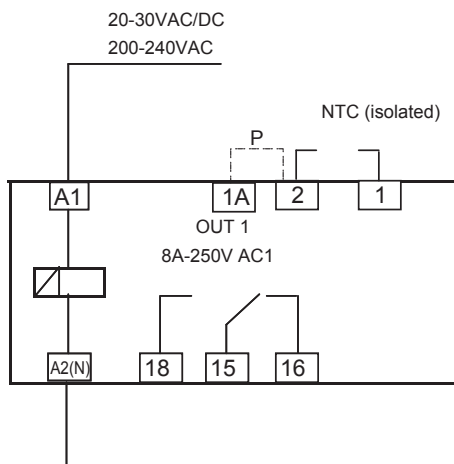 20-30VAC/DC
200-240VAC
NTC (isolated)
P
A1 1A 2 1
OUT 1
8A-250V AC1
A2(N) 18 15 16